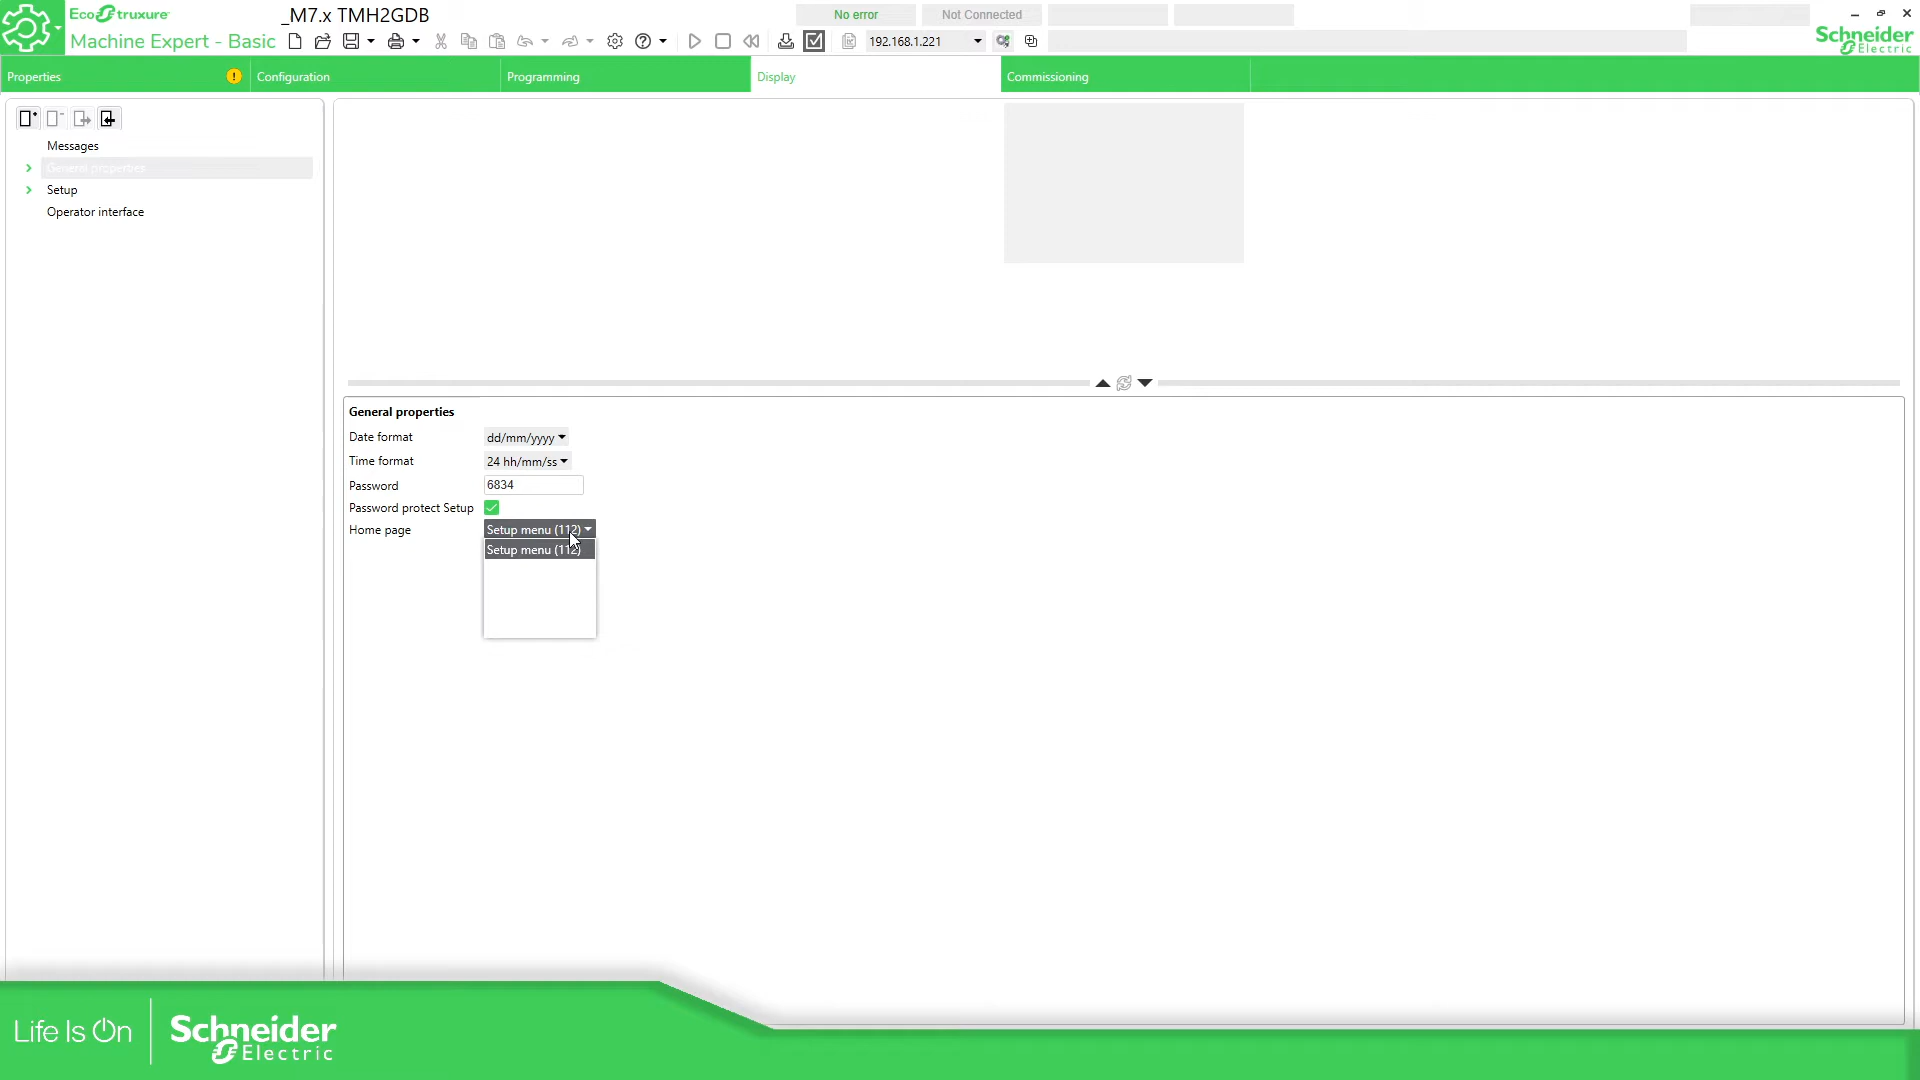 EcoStruxure
Machine Expert - Basic
_M7.x TMH2GDB
No error
Not Connected
192.168.1.221
Schneider
Electric
Properties
Configuration
Programming
Display
Commissioning
Messages
General properties
Setup
Operator interface
General properties
Date format
dd/mm/yyyy
Time format
24 hh/mm/ss
Password
6834
Password protect Setup
Home page
Setup menu (112)
Setup menu (112)
Life Is On
Schneider
Electric